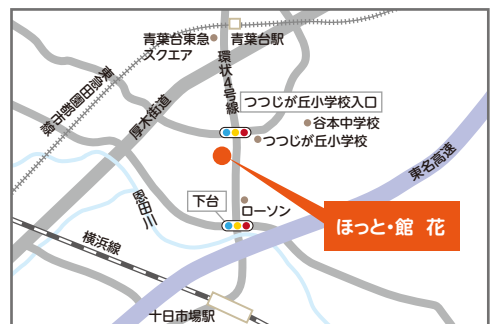 青葉台東急
スクエア
青葉台駅
環状4号線
東急田園都市線
厚木街道
つつじが丘小学校入口
谷本中学校
つつじが丘小学校
東名高速
恩田川
下台
ローソン
ほっと・館 花
横浜線
十日市場駅